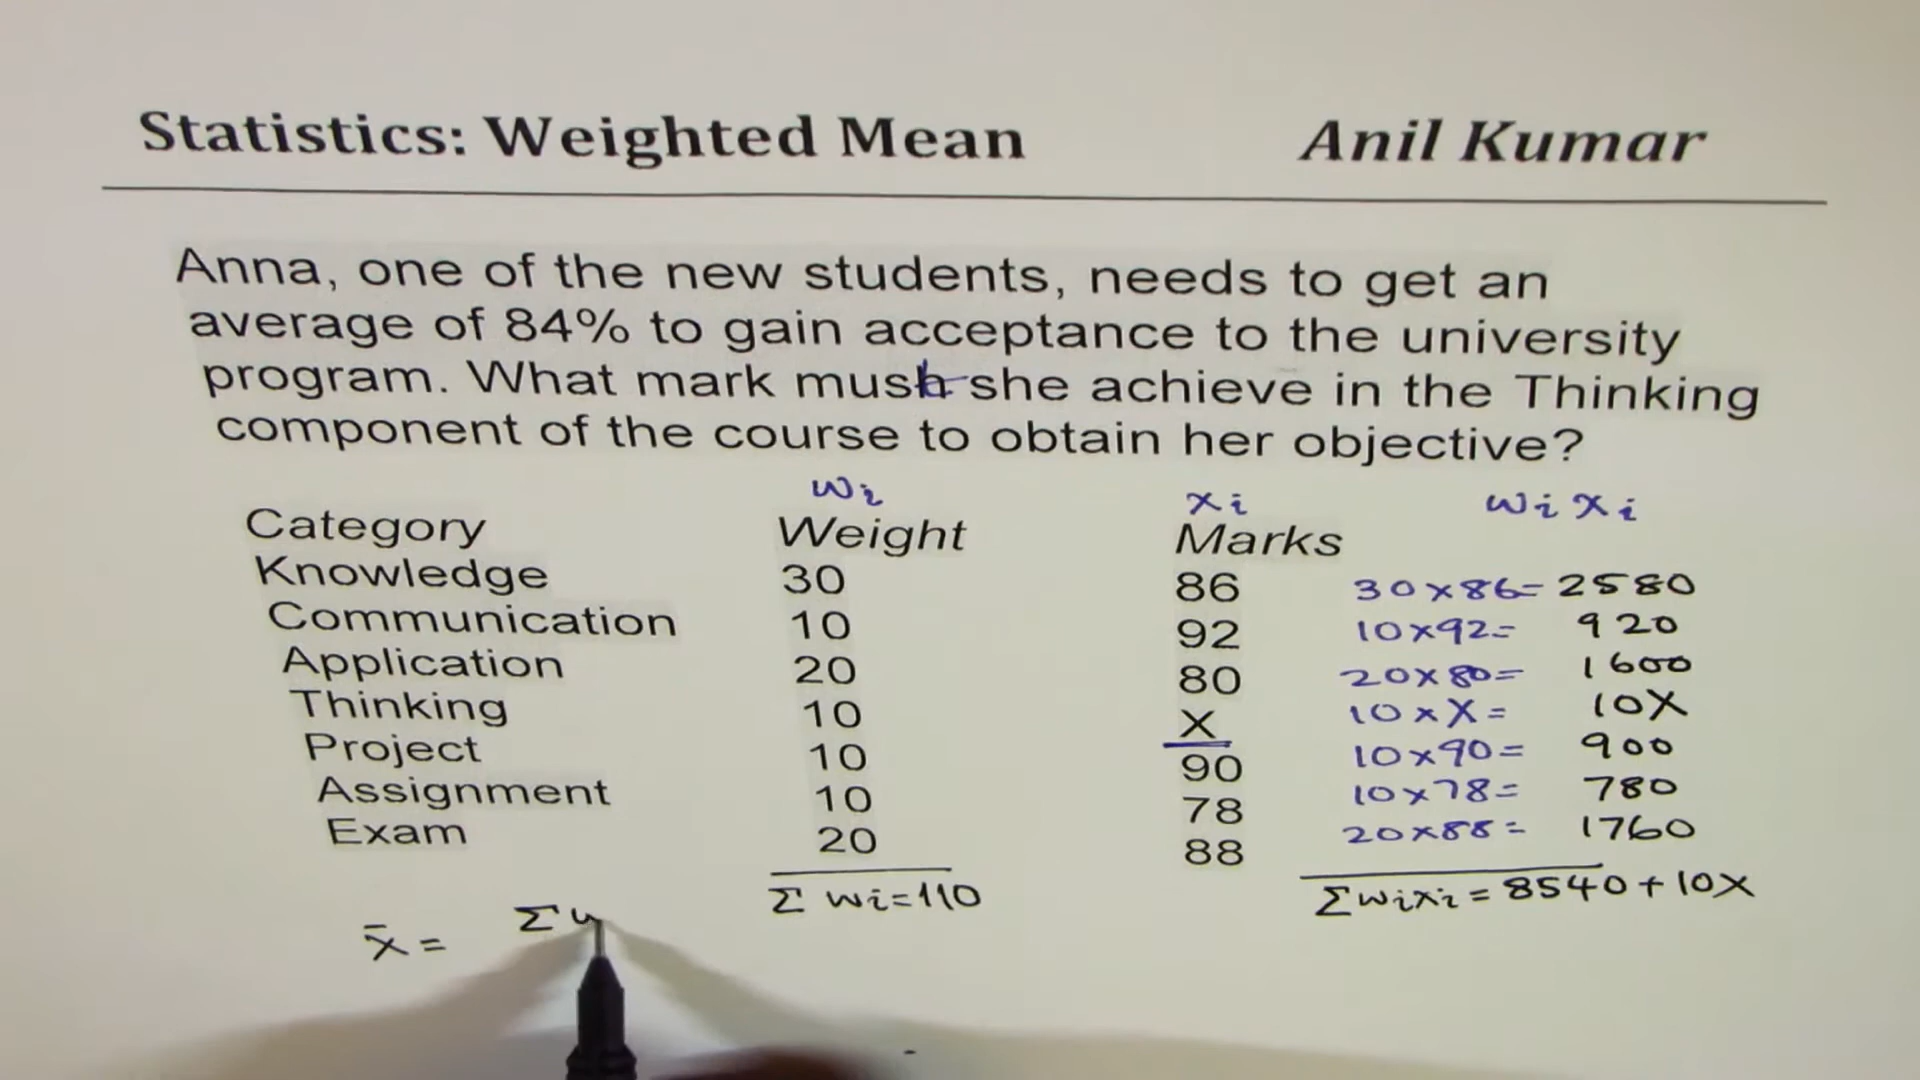 Statistics: Weighted Mean Anil Kumar
Anna, one of the new students, needs to get an
average of 84% to gain acceptance to the university
program. What mark must she achieve in the Thinking
component of the course to obtain her objective?
wi xi wixi
Category Weight Marks
Knowledge 30 86 30×86= 2580
Communication 10 92 10×92= 920
Application 20 80 20×80= 1600
Thinking 10 X 10×X= 10X
Project 10 90 10×90= 900
Assignment 10 78 10×78= 780
Exam 20 88 20×88= 1760
Σ wi=110 Σwixi = 8540+10X
x̄ = Σ